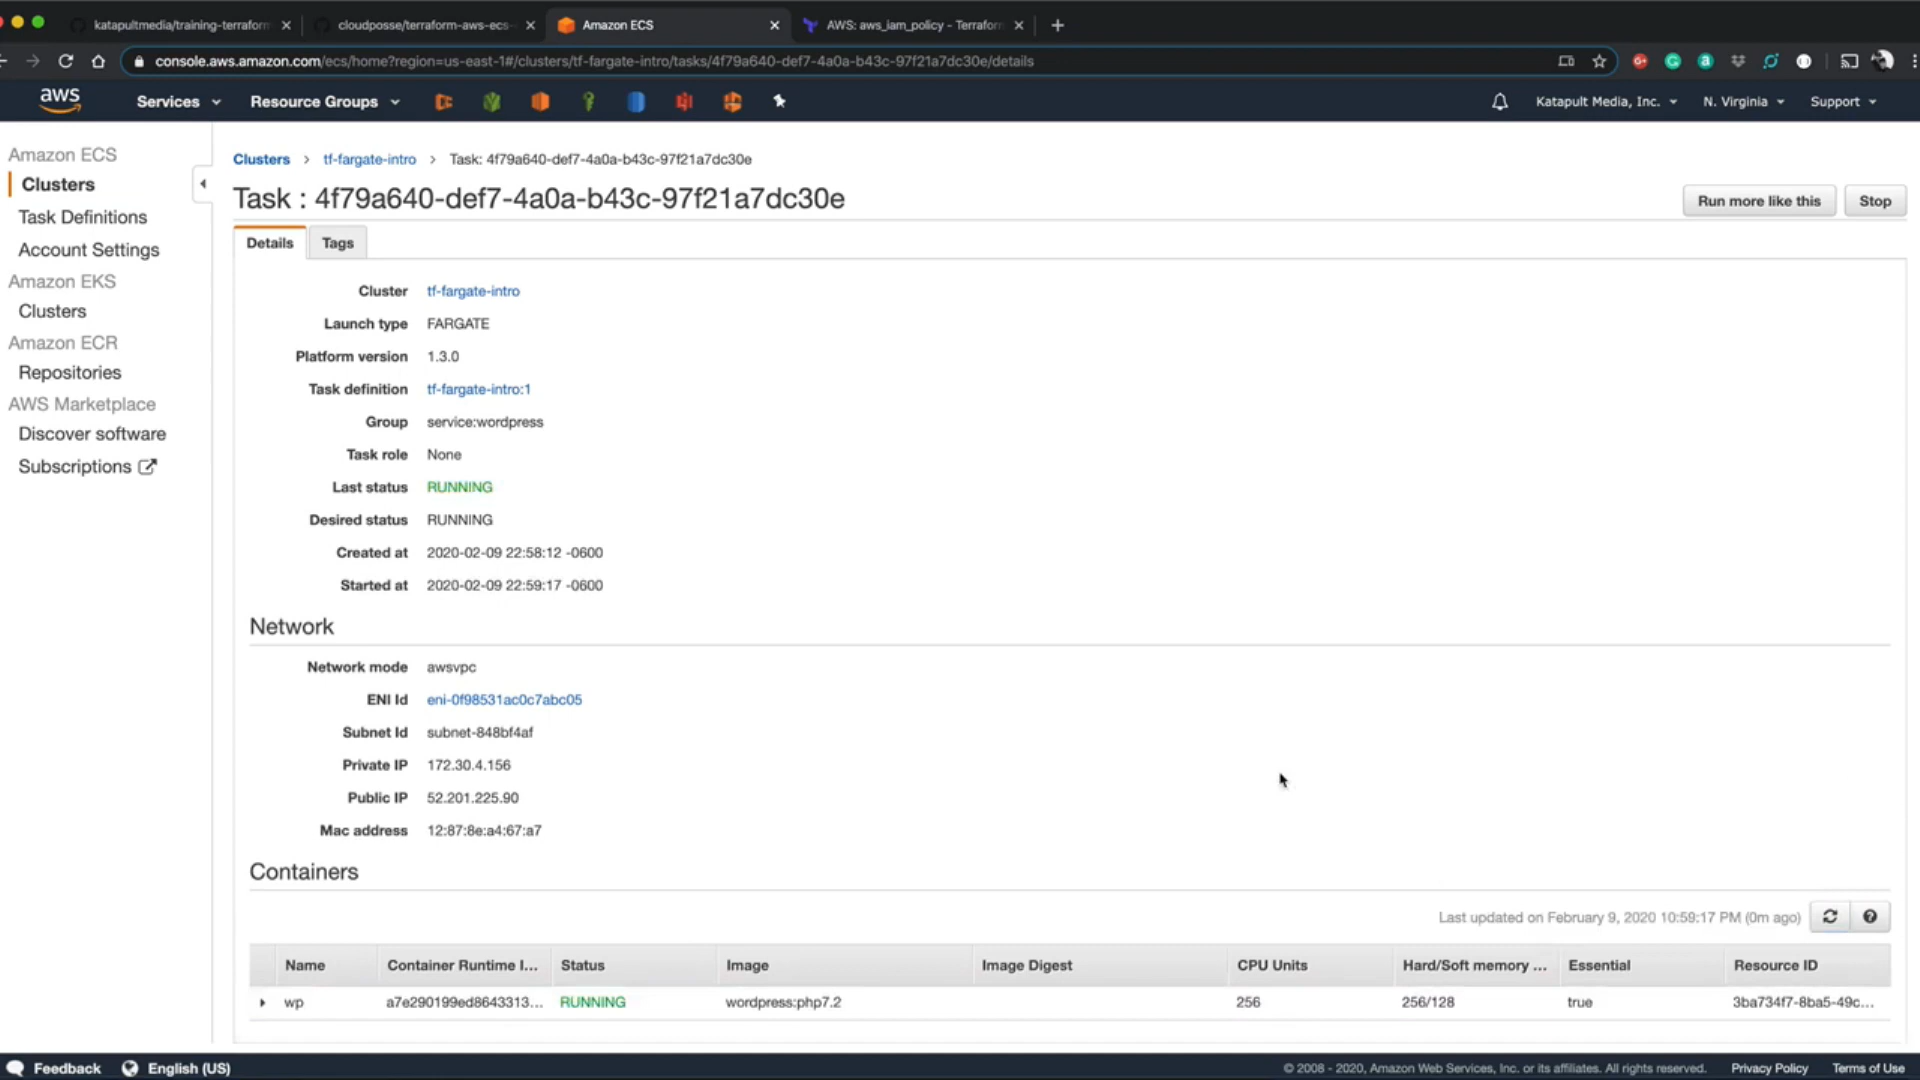 katapultmedia/training-terraform
cloudposse/terraform-aws-ecs-
Amazon ECS
AWS: aws_iam_policy - Terraform
console.aws.amazon.com/ecs/home?region=us-east-1#/clusters/tf-fargate-intro/tasks/4f79a640-def7-4a0a-b43c-97f21a7dc30e/details
aws
Services
Resource Groups
Katapult Media, Inc.
N. Virginia
Support
Amazon ECS
Clusters
Task Definitions
Account Settings
Amazon EKS
Clusters
Amazon ECR
Repositories
AWS Marketplace
Discover software
Subscriptions
Clusters > tf-fargate-intro > Task: 4f79a640-def7-4a0a-b43c-97f21a7dc30e
Task : 4f79a640-def7-4a0a-b43c-97f21a7dc30e
Run more like this
Stop
Details
Tags
Cluster tf-fargate-intro
Launch type FARGATE
Platform version 1.3.0
Task definition tf-fargate-intro:1
Group service:wordpress
Task role None
Last status RUNNING
Desired status RUNNING
Created at 2020-02-09 22:58:12 -0600
Started at 2020-02-09 22:59:17 -0600
Network
Network mode awsvpc
ENI Id eni-0f98531ac0c7abc05
Subnet Id subnet-848bf4af
Private IP 172.30.4.156
Public IP 52.201.225.90
Mac address 12:87:8e:a4:67:a7
Containers
Last updated on February 9, 2020 10:59:17 PM (0m ago)
Name Container Runtime I... Status Image Image Digest CPU Units Hard/Soft memory ... Essential Resource ID
wp a7e290199ed8643313... RUNNING wordpress:php7.2 256 256/128 true 3ba734f7-8ba5-49c...
Feedback
English (US)
© 2008 - 2020, Amazon Web Services, Inc. or its affiliates. All rights reserved.
Privacy Policy
Terms of Use